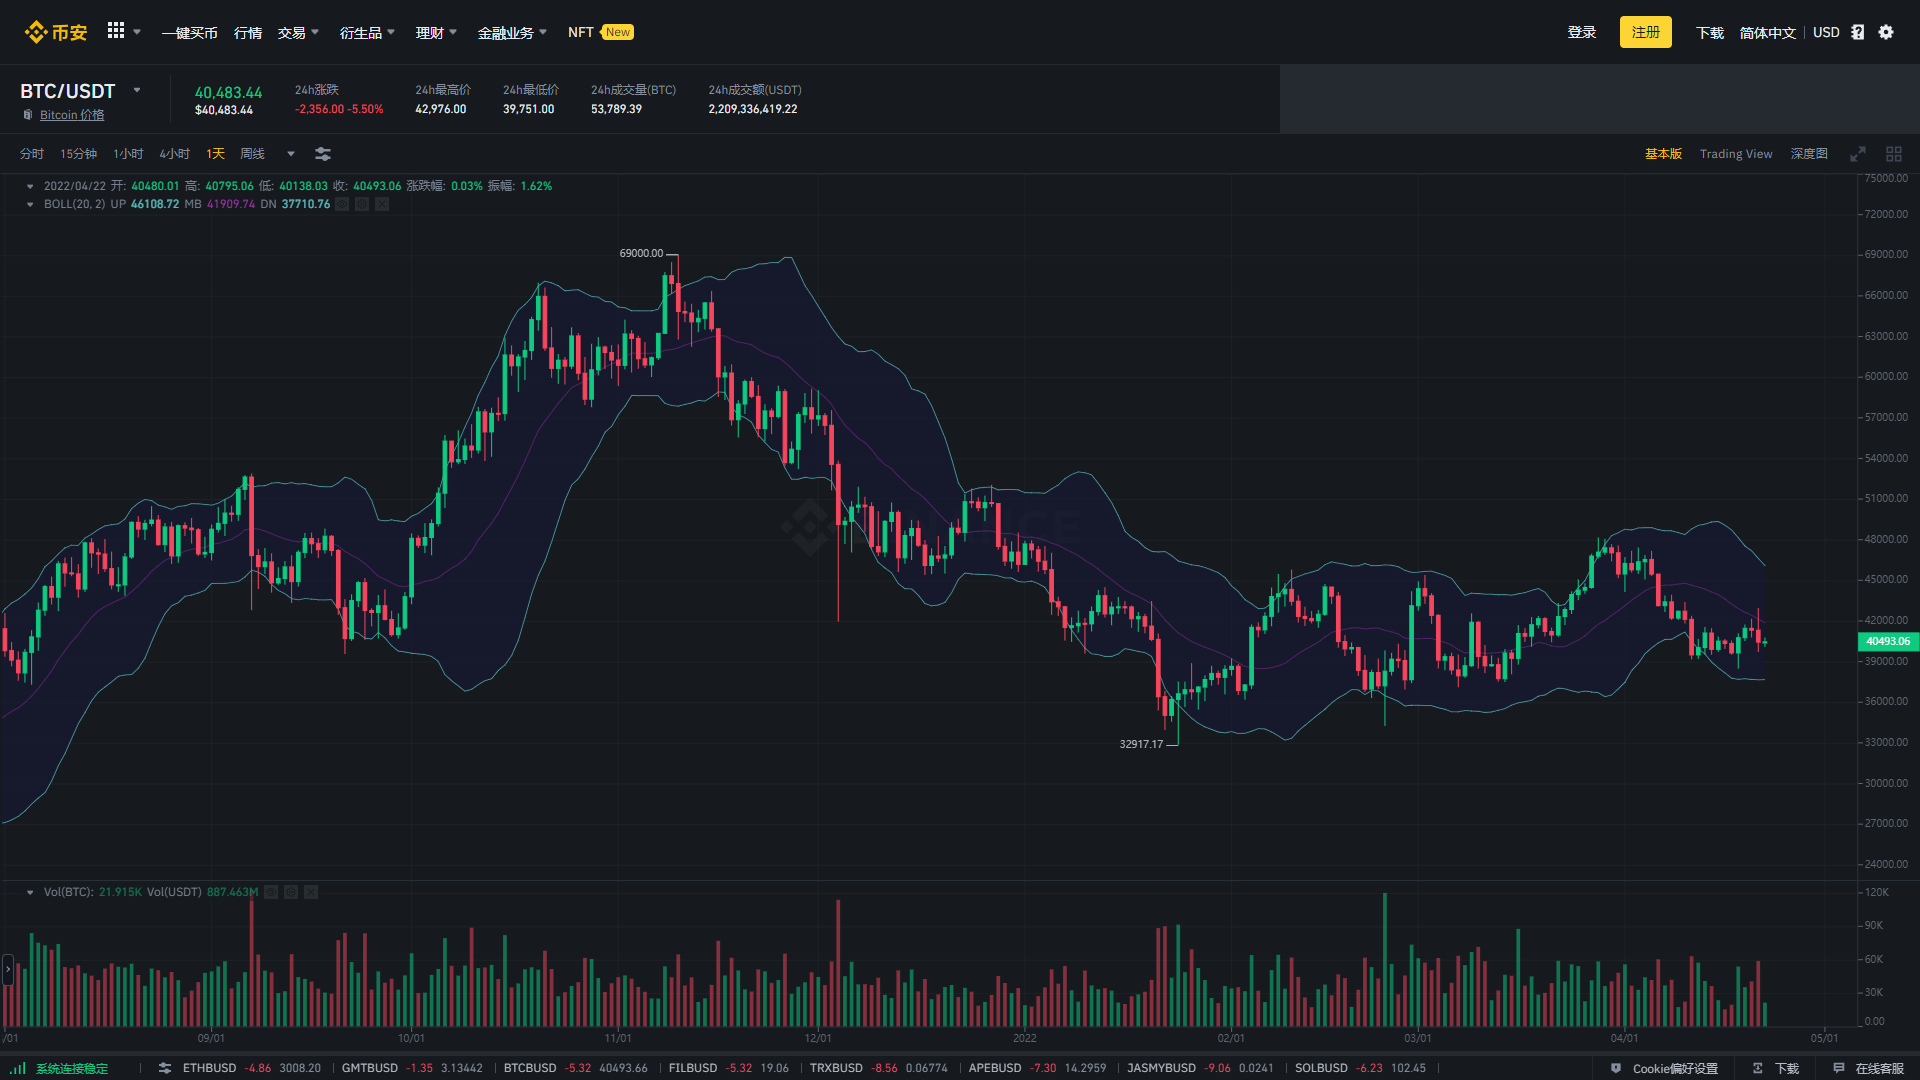 币安 一键买币 行情 交易 衍生品 理财 金融业务 NFT New 登录 注册 下载 简体中文 USD
BTC/USDT
Bitcoin 价格
40,483.44
$40,483.44
24h涨跌
-2,356.00 -5.50%
24h最高价
42,976.00
24h最低价
39,751.00
24h成交量(BTC)
53,789.39
24h成交额(USDT)
2,209,336,419.22
分时 15分钟 1小时 4小时 1天 周线 基本版 Trading View 深度图
2022/04/22 开: 40480.01 高: 40795.06 低: 40138.03 收: 40493.06 涨跌幅: 0.03% 振幅: 1.62%
BOLL(20, 2) UP 46108.72 MB 41909.74 DN 37710.76
75000.00
72000.00
69000.00
69000.00
66000.00
63000.00
60000.00
57000.00
54000.00
51000.00
48000.00
45000.00
42000.00
40493.06
39000.00
36000.00
32917.17
33000.00
30000.00
27000.00
24000.00
Vol(BTC): 21.915K Vol(USDT) 887.463M
120K
90K
60K
30K
0.00
/01 09/01 10/01 11/01 12/01 2022 02/01 03/01 04/01 05/01
系统连接稳定 ETHBUSD -4.86 3008.20 GMTBUSD -1.35 3.13442 BTCBUSD -5.32 40493.66 FILBUSD -5.32 19.06 TRXBUSD -8.56 0.06774 APEBUSD -7.30 14.2959 JASMYBUSD -9.06 0.0241 SOLBUSD -6.23 102.45 Cookie偏好设置 下载 在线客服